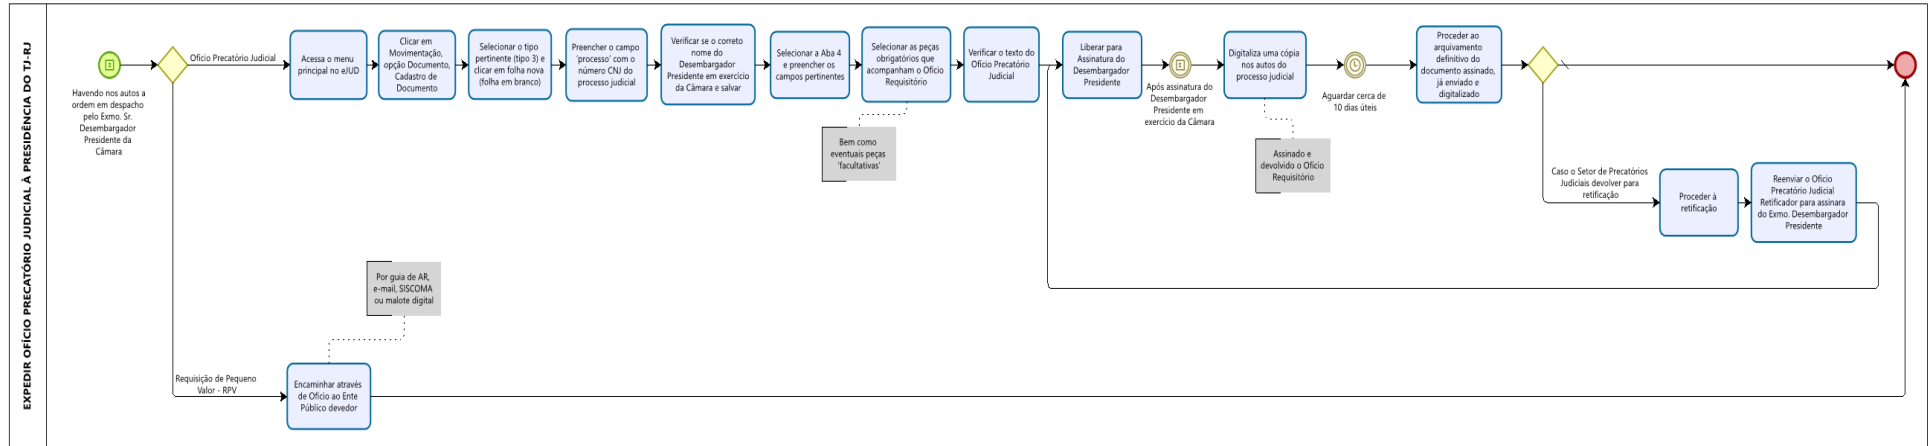 EXPEDIR OFÍCIO PRECATÓRIO JUDICIAL À PRESIDÊNCIA DO TJ-RJ
Havendo nos autos a
ordem em despacho
pelo Exmo. Sr.
Desembargador
Presidente da
Câmara
Ofício Precatório Judicial
Acessa o menu
principal no eJUD
Clicar em
Movimentação,
opção Documento,
Cadastro de
Documento
Selecionar o tipo
pertinente (tipo 3) e
clicar em folha nova
(folha em branco)
Preencher o campo
'processo' com o
número CNJ do
processo judicial
Verificar se o correto
nome do
Desembargador
Presidente em exercício
da Câmara e salvar
Selecionar a Aba 4
e preencher os
campos pertinentes
Selecionar as peças
obrigatórios que
acompanham o Ofício
Requisitório
Bem como
eventuais peças
'facultativas'
Verificar o texto do
Ofício Precatório
Judicial
Liberar para
Assinatura do
Desembargador
Presidente
Após assinatura do
Desembargador
Presidente em
exercício da Câmara
Digitaliza uma cópia
nos autos do
processo judicial
Assinado e
devolvido o Ofício
Requisitório
Aguardar cerca de
10 dias úteis
Proceder ao
arquivamento
definitivo do
documento assinado,
já enviado e
digitalizado
Caso o Setor de Precatórios
Judiciais devolver para
retificação
Proceder à
retificação
Reenviar o Ofício
Precatório Judicial
Retificador para assinara
do Exmo. Desembargador
Presidente
Requisição de Pequeno
Valor - RPV
Encaminhar através
de Ofício ao Ente
Público devedor
Por guia de AR,
e-mail, SISCOMA
ou malote digital